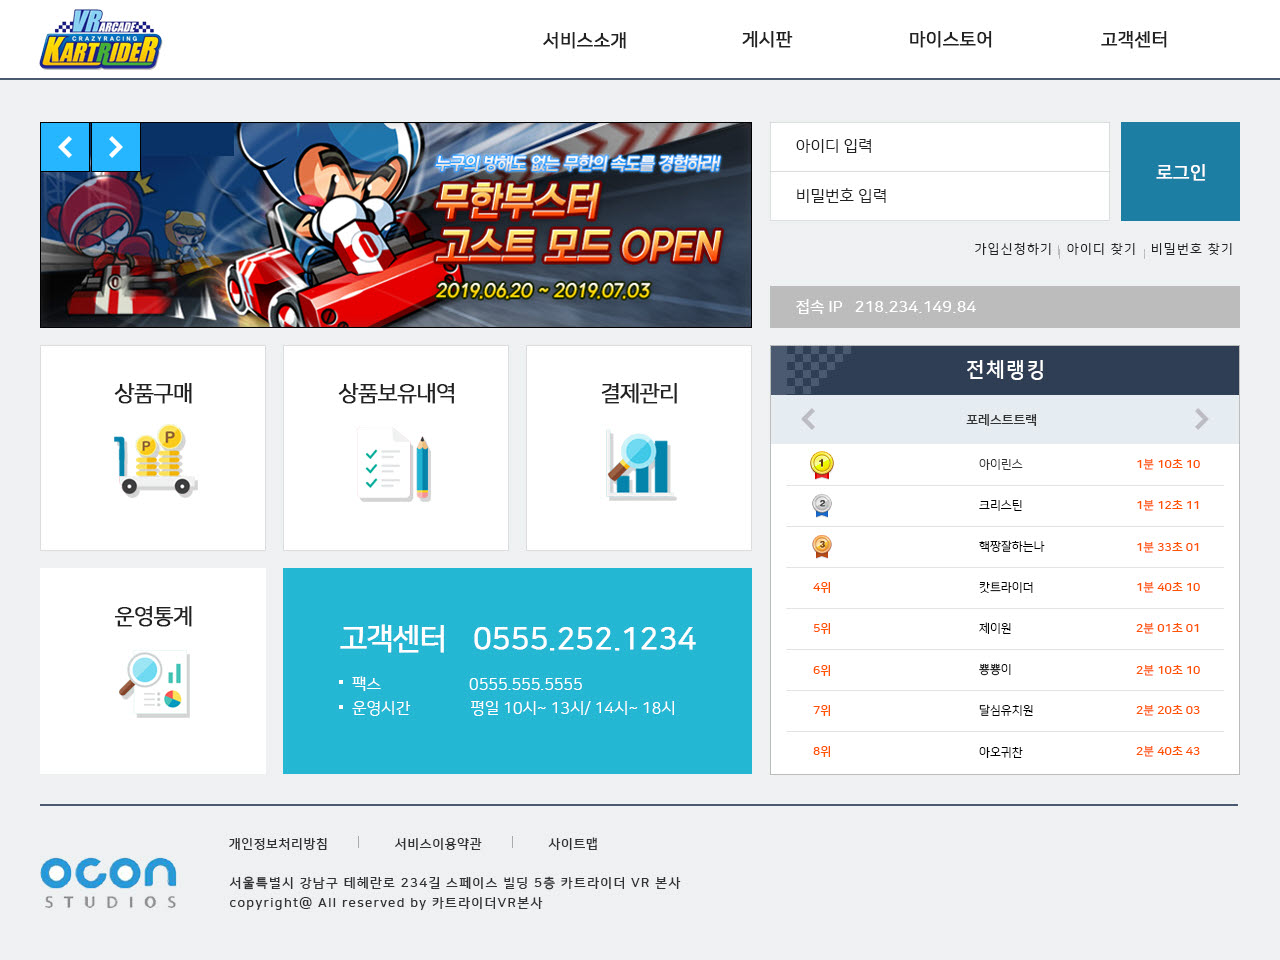 VR ARCADE
CRAZYRACING
KARTRIDER
서비스소개
게시판
마이스토어
고객센터
누구의 방해도 없는 무한의 속도를 경험하라!
무한부스터
고스트 모드 OPEN
2019.06.20 ~ 2019.07.03
아이디 입력
비밀번호 입력
로그인
가입신청하기
아이디 찾기
비밀번호 찾기
접속 IP 218.234.149.84
상품구매
P P
상품보유내역
결제관리
운영통계
고객센터 0555.252.1234
팩스 0555.555.5555
운영시간 평일 10시~ 13시/ 14시~ 18시
전체랭킹
포레스트트랙
1 아이린스 1분 10초 10
2 크리스틴 1분 12초 11
3 핵짱잘하는나 1분 33초 01
4위 캇트라이더 1분 40초 10
5위 제이원 2분 01초 01
6위 뿅뿅이 2분 10초 10
7위 달심유치원 2분 20초 03
8위 아오귀찬 2분 40초 43
개인정보처리방침
서비스이용약관
사이트맵
ocon
STUDIOS
서울특별시 강남구 테헤란로 234길 스페이스 빌딩 5층 카트라이더 VR 본사
copyright@ All reserved by 카트라이더VR본사